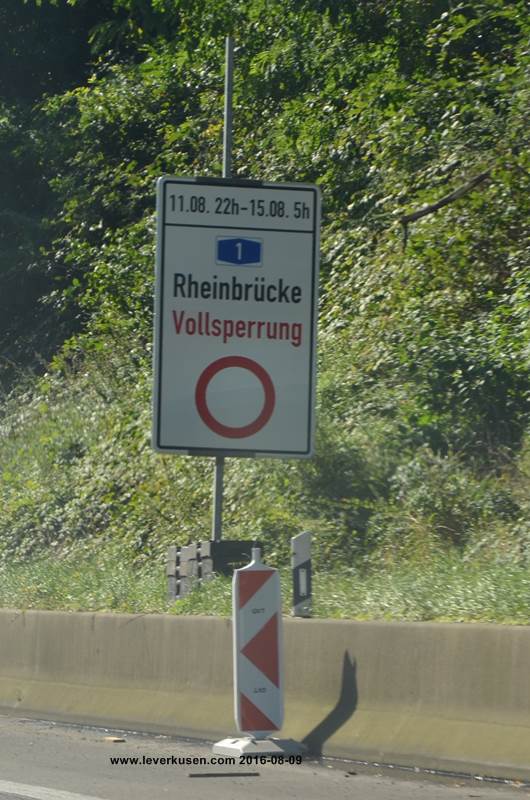 11.08. 22h-15.08. 5h
1
Rheinbrücke
Vollsperrung
www.leverkusen.com 2016-08-09